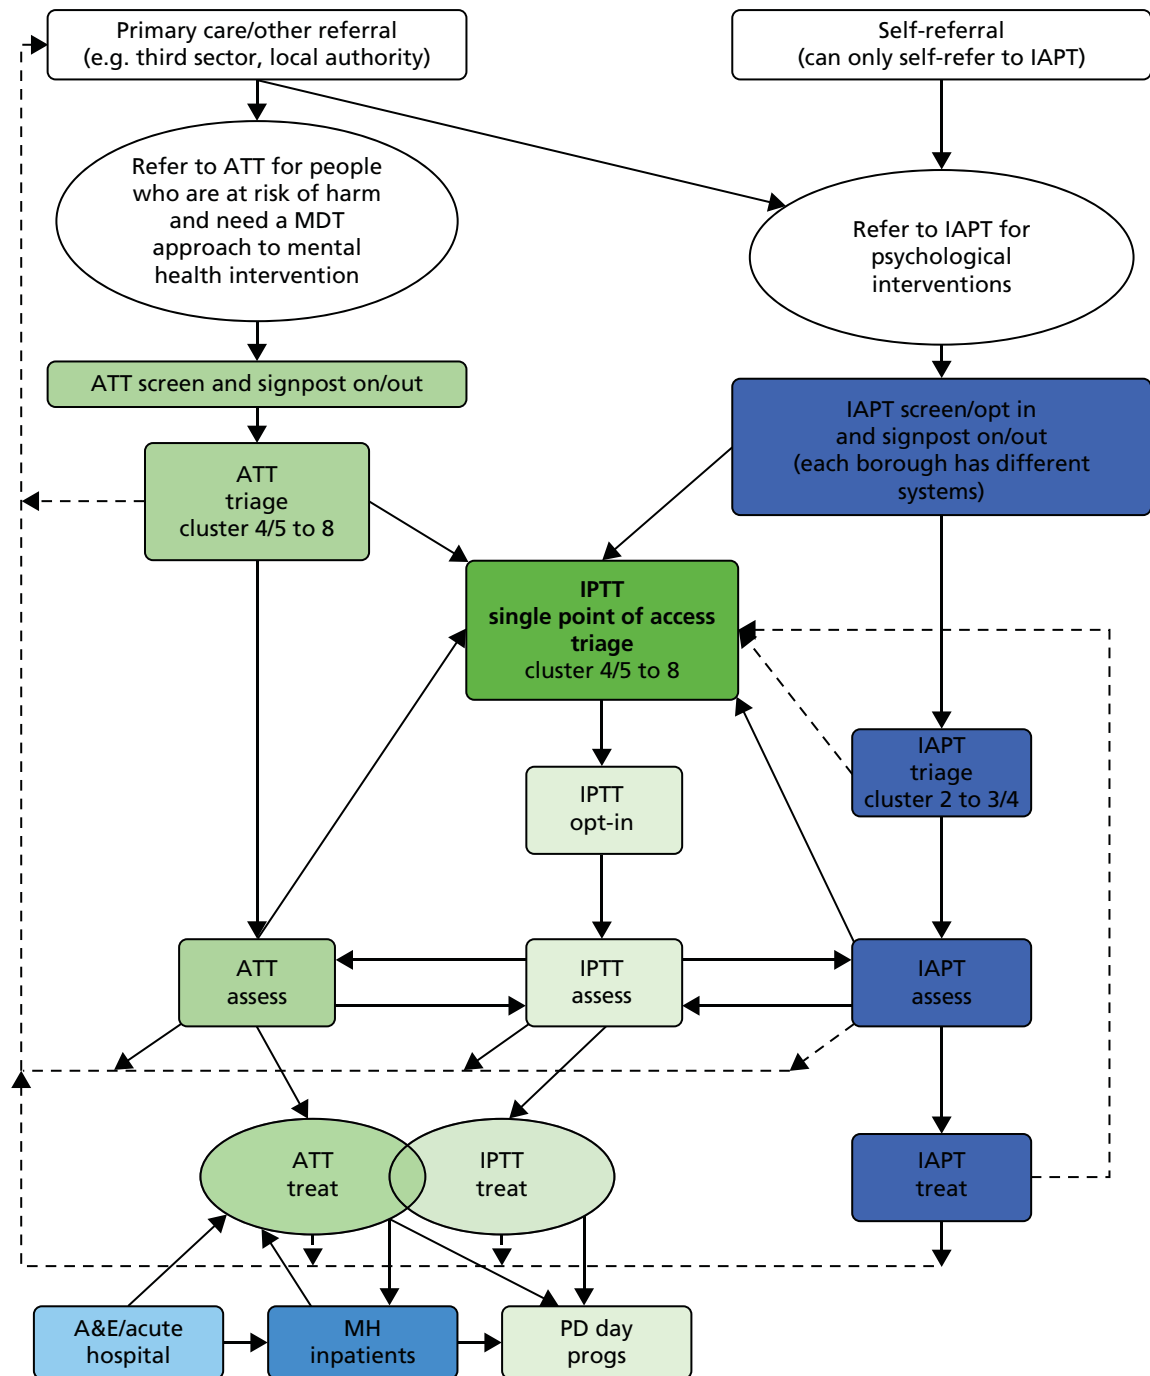 Primary care/other referral
(e.g. third sector, local authority)
Self-referral
(can only self-refer to IAPT)
Refer to ATT for people
who are at risk of harm
and need a MDT
approach to mental
health intervention
Refer to IAPT for
psychological
interventions
ATT screen and signpost on/out
IAPT screen/opt in
and signpost on/out
(each borough has different
systems)
ATT
triage
cluster 4/5 to 8
IPTT
single point of access
triage
cluster 4/5 to 8
IAPT
triage
cluster 2 to 3/4
IPTT
opt-in
ATT
assess
IPTT
assess
IAPT
assess
ATT
treat
IPTT
treat
IAPT
treat
A&E/acute
hospital
MH
inpatients
PD day
progs